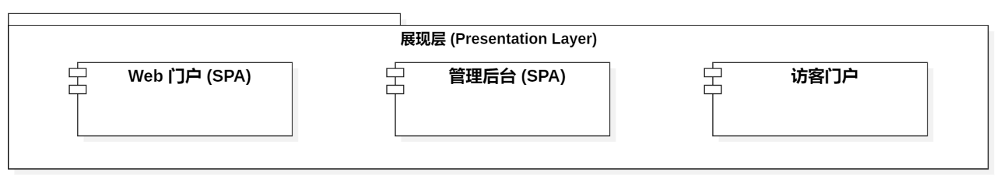 展现层 (Presentation Layer)
Web 门户 (SPA)
管理后台 (SPA)
访客门户